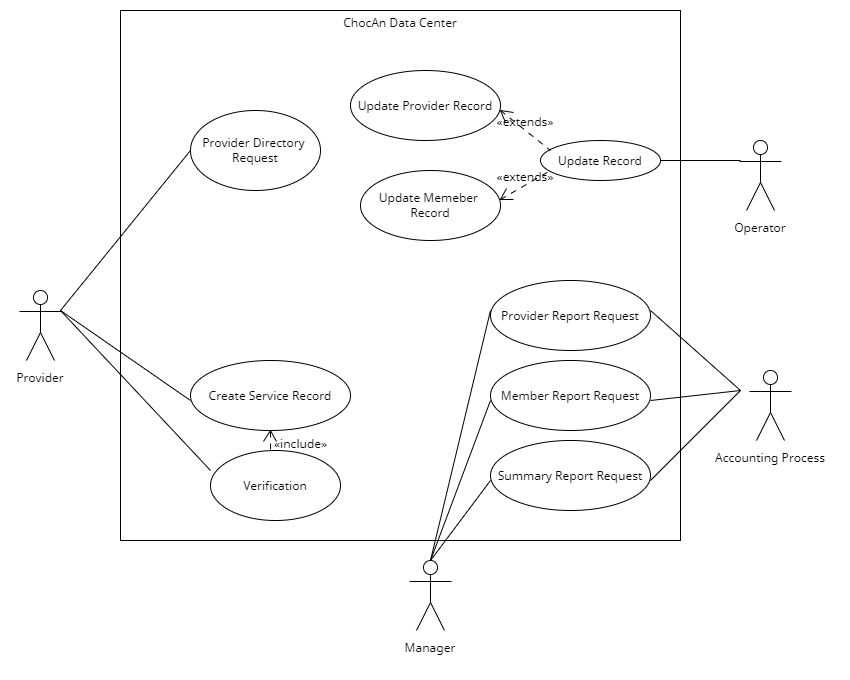 ChocAn Data Center
Update Provider Record
«extends»
Provider Directory
Request
Update Record
«extends»
Update Memeber
Record
Operator
Provider Report Request
Provider
Create Service Record
Member Report Request
«include»
Accounting Process
Summary Report Request
Verification
Manager